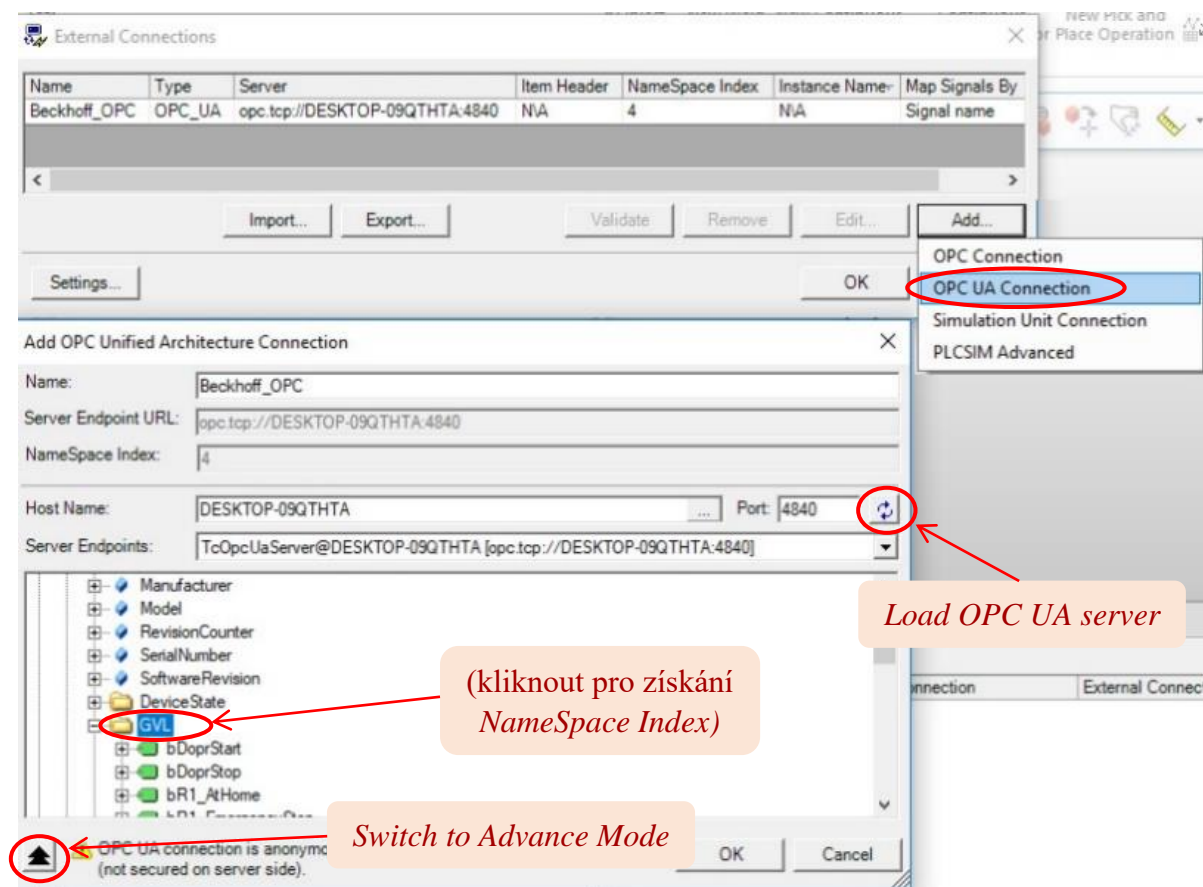 New Pick and
or Place Operation
External Connections
Name Type Server Item Header NameSpace Index Instance Name Map Signals By
Beckhoff_OPC OPC_UA opc.tcp://DESKTOP-09QTHTA:4840 N\A 4 N\A Signal name
Import... Export... Validate Remove Edit... Add...
Settings... OK
OPC Connection
OPC UA Connection
Simulation Unit Connection
PLCSIM Advanced
Add OPC Unified Architecture Connection
Name: Beckhoff_OPC
Server Endpoint URL: opc.tcp://DESKTOP-09QTHTA:4840
NameSpace Index: 4
Host Name: DESKTOP-09QTHTA ... Port: 4840
Server Endpoints: TcOpcUaServer@DESKTOP-09QTHTA [opc.tcp://DESKTOP-09QTHTA:4840]
Manufacturer
Model
RevisionCounter
SerialNumber
SoftwareRevision
DeviceState
GVL
bDoprStart
bDoprStop
bR1_AtHome
Load OPC UA server
(kliknout pro získání
NameSpace Index)
nnection External Connec
Switch to Advance Mode
OPC UA connection is anonymo
(not secured on server side).
OK Cancel